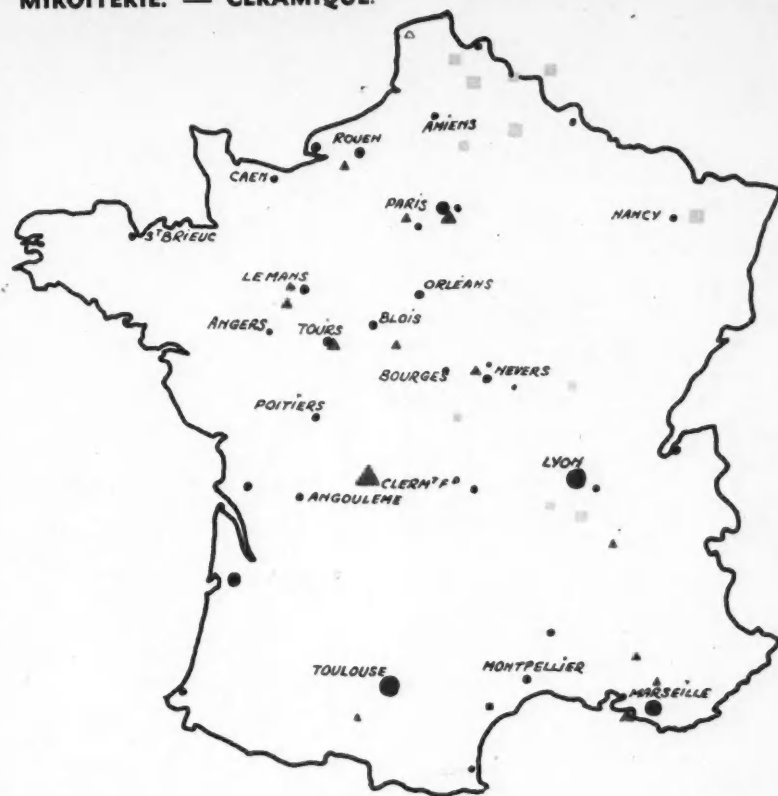 MIROITERIE. — CÉRAMIQUE.
AMIENS
ROUEN
CAEN
PARIS
NANCY
ST BRIEUC
LE MANS
ORLÉANS
BLOIS
ANGERS
TOURS
BOURGES
NEVERS
POITIERS
LYON
CLERMT FD
ANGOULEME
TOULOUSE
MONTPELLIER
MARSEILLE